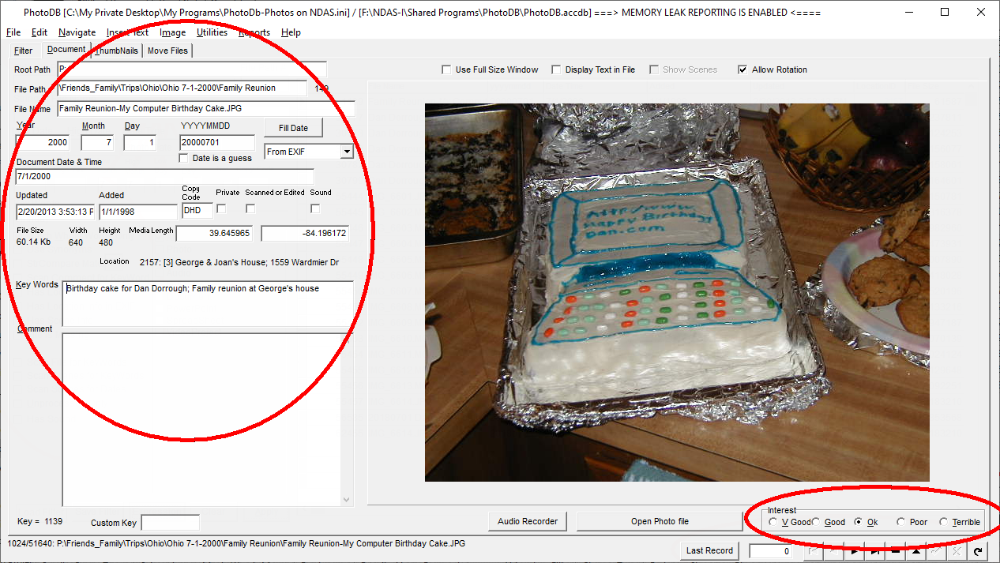 PhotoDB [C:\My Private Desktop\My Programs\PhotoDb-Photos on NDAS.ini] / [F:\NDAS-I\Shared Programs\PhotoDB\PhotoDB.accdb] ===> MEMORY LEAK REPORTING IS ENABLED <====
File Edit Navigate Insert Text Image Utilities Reports Help
Filter Document ThumbNails Move Files
Root Path P:
Use Full Size Window Display Text in File Show Scenes Allow Rotation
File Path \Friends_Family\Trips\Ohio\Ohio 7-1-2000\Family Reunion 149
File Name Family Reunion-My Computer Birthday Cake.JPG
Year Month Day YYYYMMDD Fill Date
2000 7 1 20000701 From EXIF
Date is a guess
Document Date & Time
7/1/2000
Updated Added Copy Code Private Scanned or Edited Sound
2/20/2013 3:53:13 P 1/1/1998 DHD
File Size Width Height Media Length 39.645965 -84.196172
60.14 Kb 640 480
Location 2157: [3] George & Joan's House; 1559 Wardmier Dr
Key Words Birthday cake for Dan Dorrough; Family reunion at George's house
Comment
Happy Birthday
Dan.com
Interest
V Good Good Ok Poor Terrible
Key = 1139 Custom Key Audio Recorder Open Photo file
1024/51640: P:\Friends_Family\Trips\Ohio\Ohio 7-1-2000\Family Reunion\Family Reunion-My Computer Birthday Cake.JPG
Last Record 0